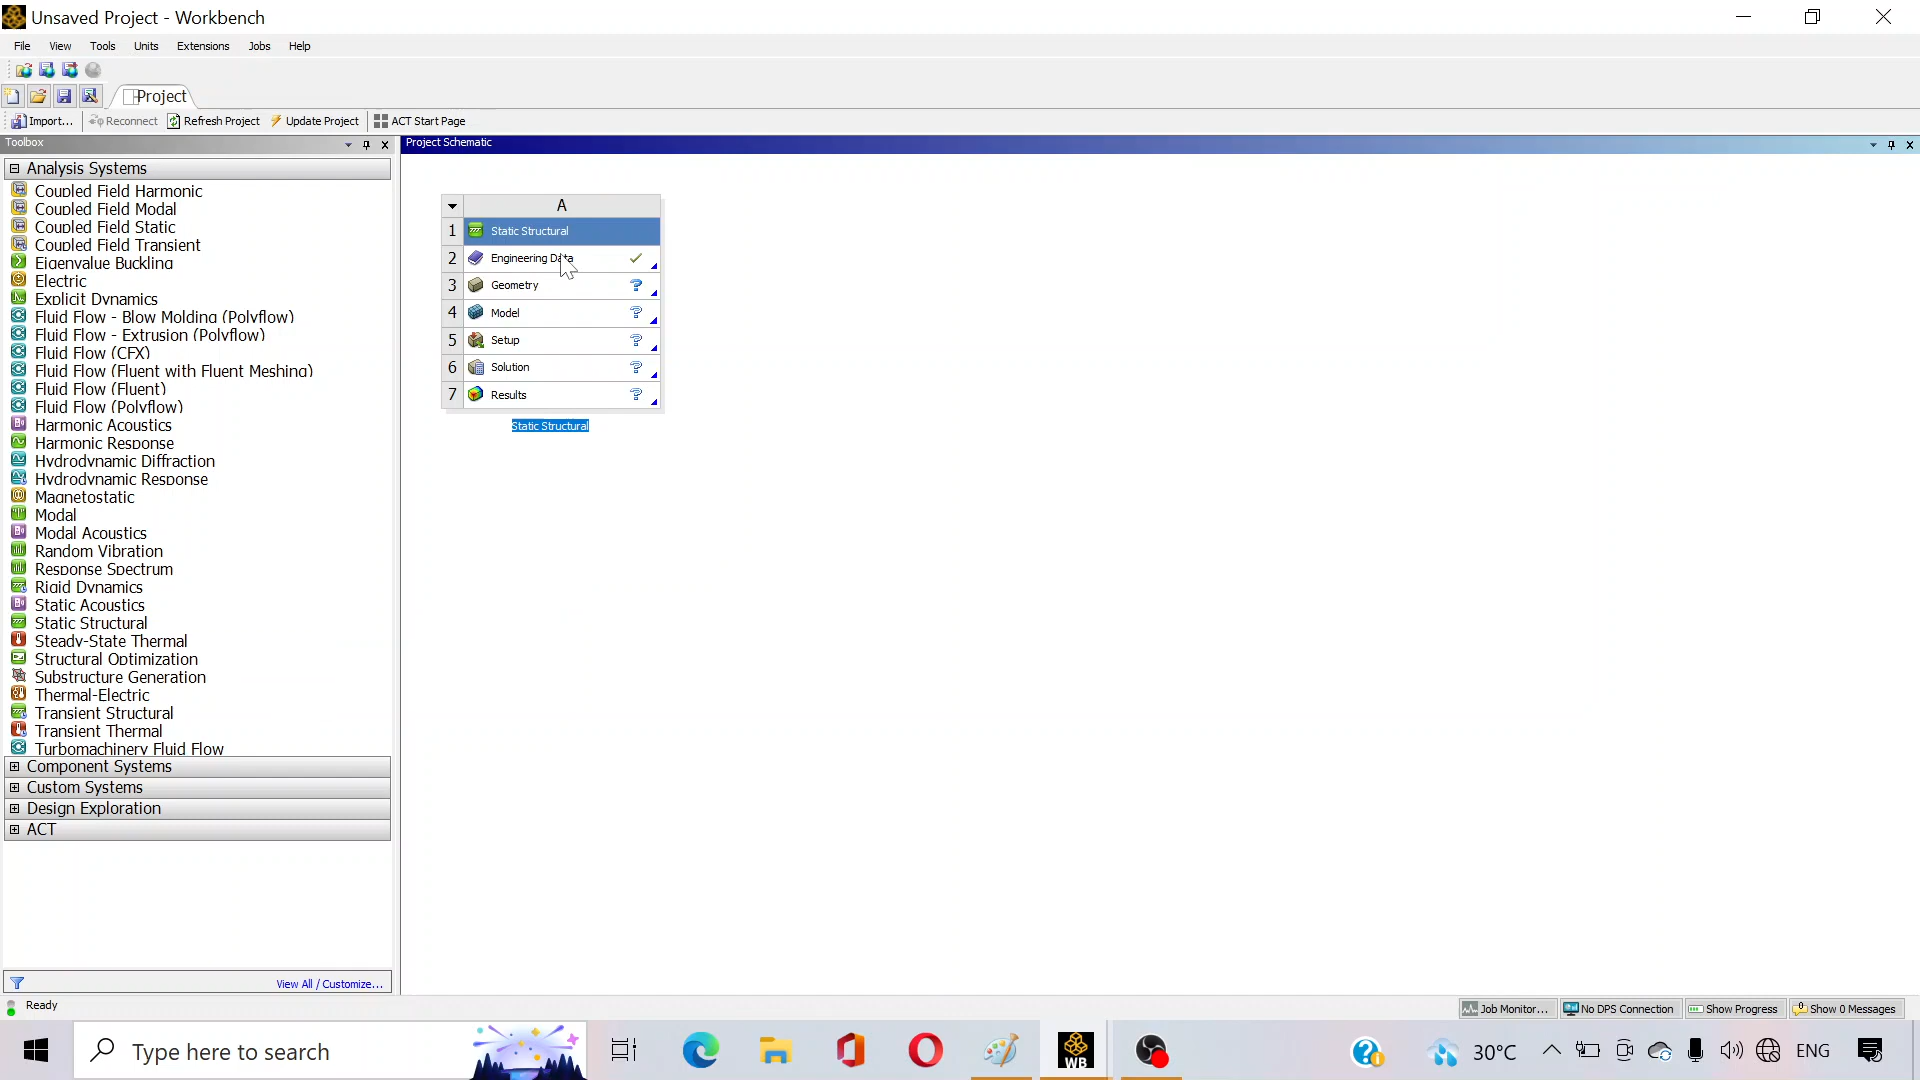 Unsaved Project - Workbench
File View Tools Units Extensions Jobs Help
Project
Import... Reconnect Refresh Project Update Project ACT Start Page
Toolbox
Project Schematic
Analysis Systems
Coupled Field Harmonic
Coupled Field Modal
Coupled Field Static
Coupled Field Transient
Eigenvalue Buckling
Electric
Explicit Dynamics
Fluid Flow - Blow Molding (Polyflow)
Fluid Flow - Extrusion (Polyflow)
Fluid Flow (CFX)
Fluid Flow (Fluent with Fluent Meshing)
Fluid Flow (Fluent)
Fluid Flow (Polyflow)
Harmonic Acoustics
Harmonic Response
Hydrodynamic Diffraction
Hydrodynamic Response
Magnetostatic
Modal
Modal Acoustics
Random Vibration
Response Spectrum
Rigid Dynamics
Static Acoustics
Static Structural
Steady-State Thermal
Structural Optimization
Substructure Generation
Thermal-Electric
Transient Structural
Transient Thermal
Turbomachinery Fluid Flow
Component Systems
Custom Systems
Design Exploration
ACT
View All / Customize...
A
1 Static Structural
2 Engineering Data
3 Geometry ?
4 Model ?
5 Setup ?
6 Solution ?
7 Results ?
Static Structural
Ready
Job Monitor... No DPS Connection Show Progress Show 0 Messages
Type here to search
WB
30°C
ENG